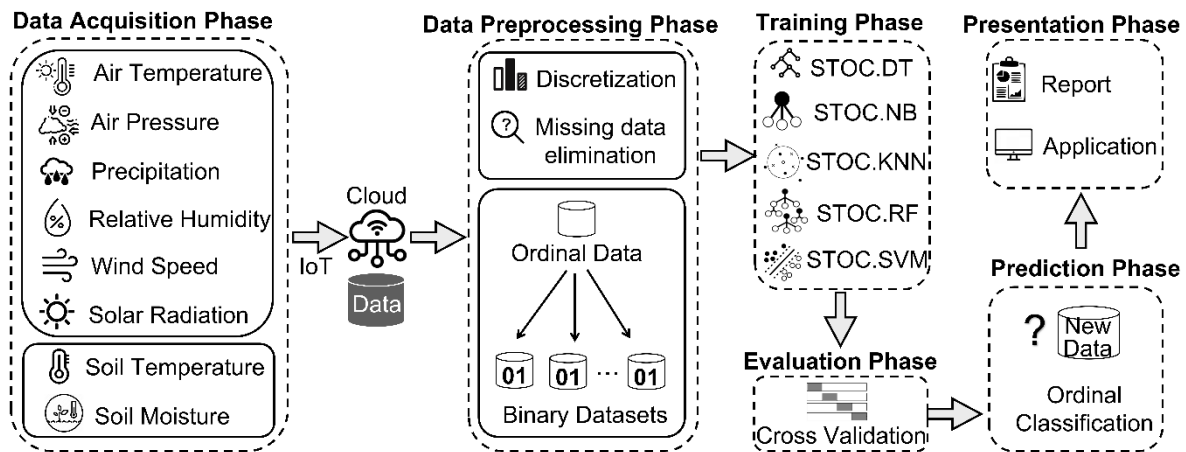 Data Acquisition Phase
Air Temperature
Air Pressure
Precipitation
Relative Humidity
Wind Speed
Solar Radiation
Soil Temperature
Soil Moisture
IoT
Cloud
Data
Data Preprocessing Phase
Discretization
Missing data
elimination
Ordinal Data
01 01 ... 01
Binary Datasets
Training Phase
STOC.DT
STOC.NB
STOC.KNN
STOC.RF
STOC.SVM
Evaluation Phase
Cross Validation
Prediction Phase
? New
Data
Ordinal
Classification
Presentation Phase
Report
Application